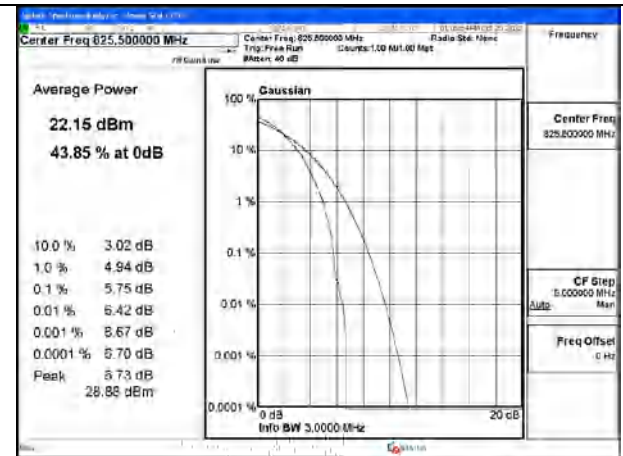 Center Freq 825.500000 MHz
Center Freq: 825.500000 MHz
Radio Std: None
Trig: Free Run
Counts:1.00 M/1.00 Mpt
#Atten: 40 dB
Frequency
Average Power
22.15 dBm
43.85 % at 0dB
10.0 % 3.02 dB
1.0 % 4.94 dB
0.1 % 5.75 dB
0.01 % 6.42 dB
0.001 % 6.67 dB
0.0001 % 6.70 dB
Peak 6.73 dB
28.88 dBm
Gaussian
100 %
10 %
1 %
0.1 %
0.01 %
0.001 %
0.0001 %
0 dB
20 dB
Info BW 3.0000 MHz
Center Freq
825.500000 MHz
CF Step
5.000000 MHz
Auto Man
Freq Offset
0 Hz